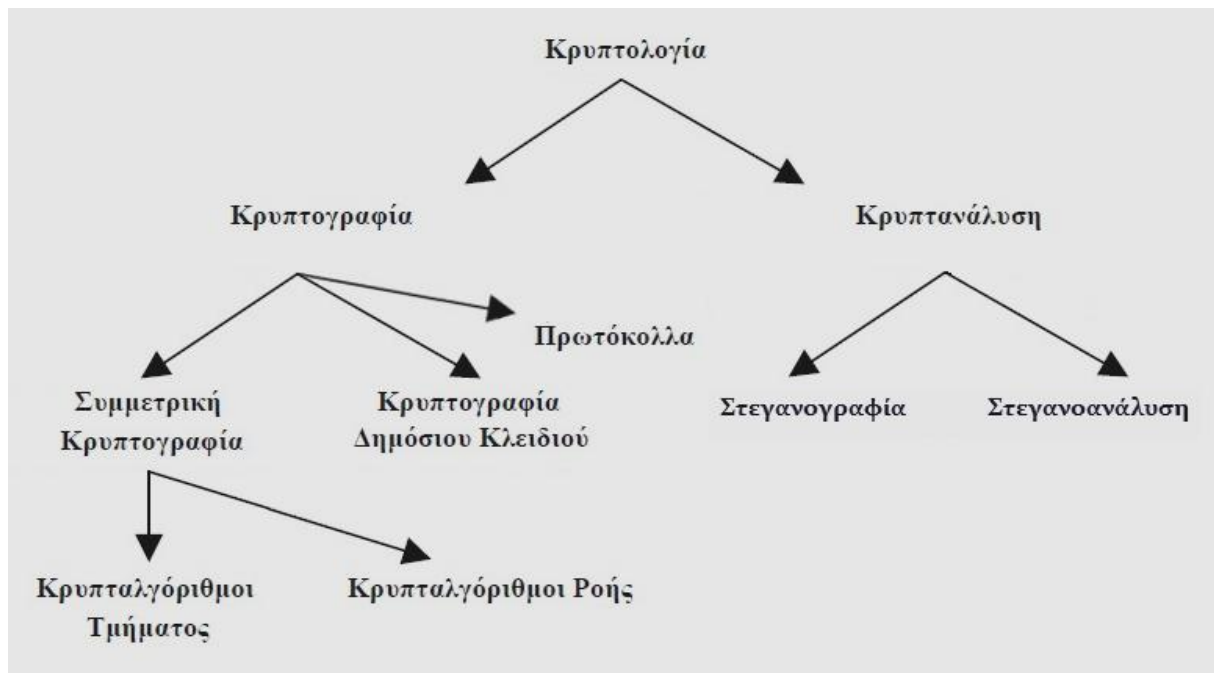 Κρυπτολογία
Κρυπτογραφία
Κρυπτανάλυση
Πρωτόκολλα
Συμμετρική
Κρυπτογραφία
Κρυπτογραφία
Δημόσιου Κλειδιού
Στεγανογραφία
Στεγανοανάλυση
Κρυπταλγόριθμοι
Τμήματος
Κρυπταλγόριθμοι Ροής